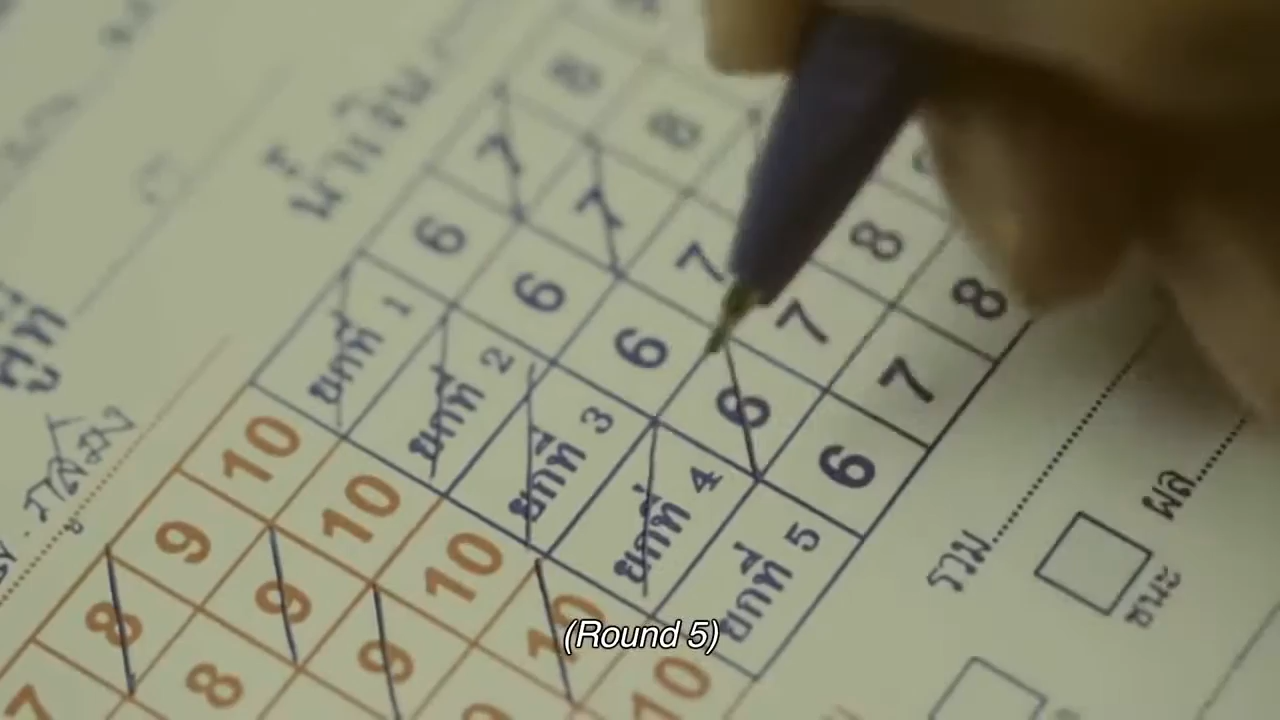 น้ำเงิน
ยกที่ 1 6 7 8
ยกที่ 2 6 7 8
ยกที่ 3 6 7
ยกที่ 4 6 7 8
ยกที่ 5 6 7 8
10 9 8 7
10 9 8
10 9
10 9
10
รวม
ผล
ชนะ
(Round 5)